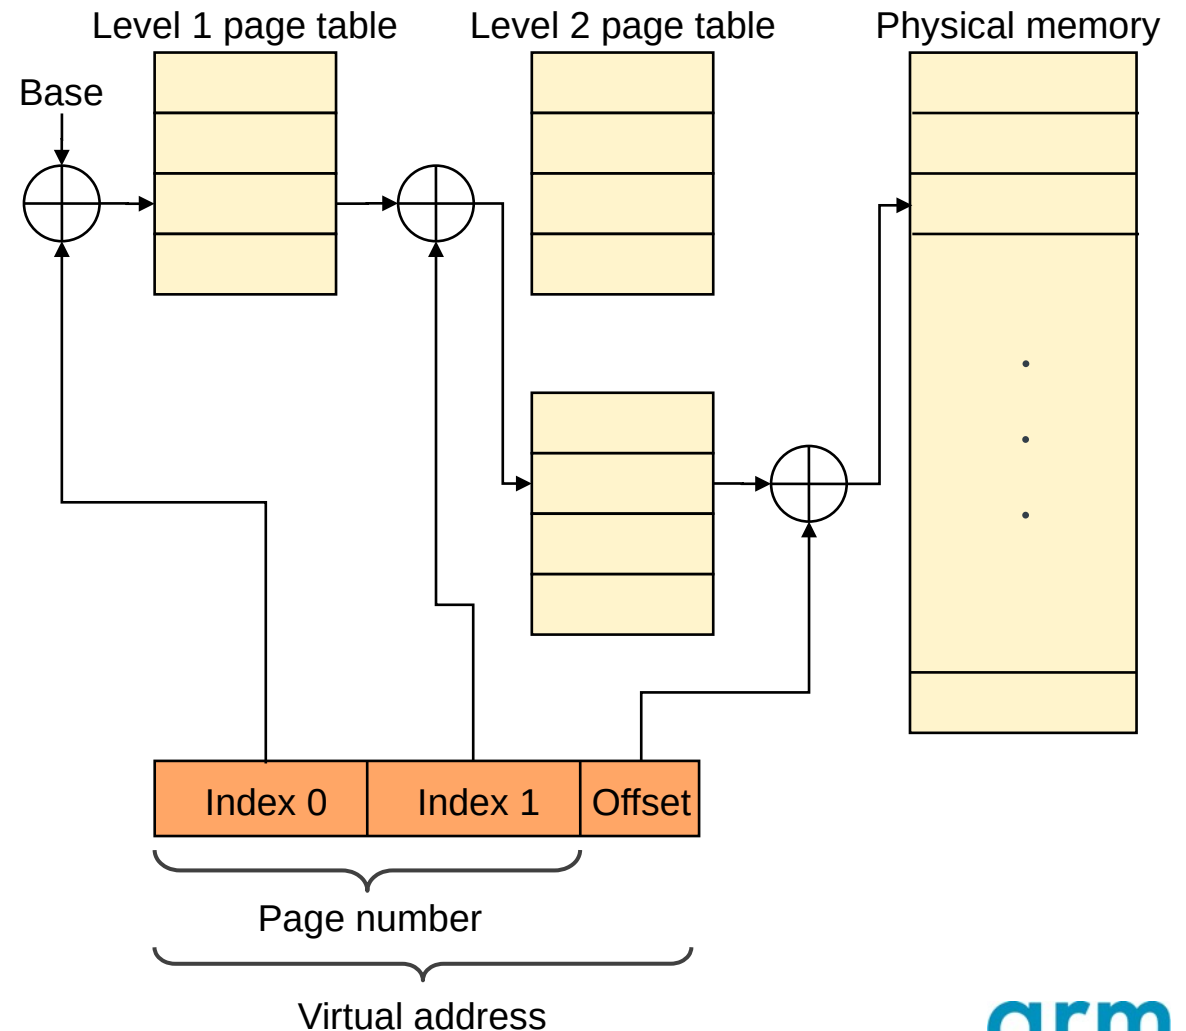 Level 1 page table
Level 2 page table
Physical memory
Base
Index 0
Index 1
Offset
Page number
Virtual address
arm